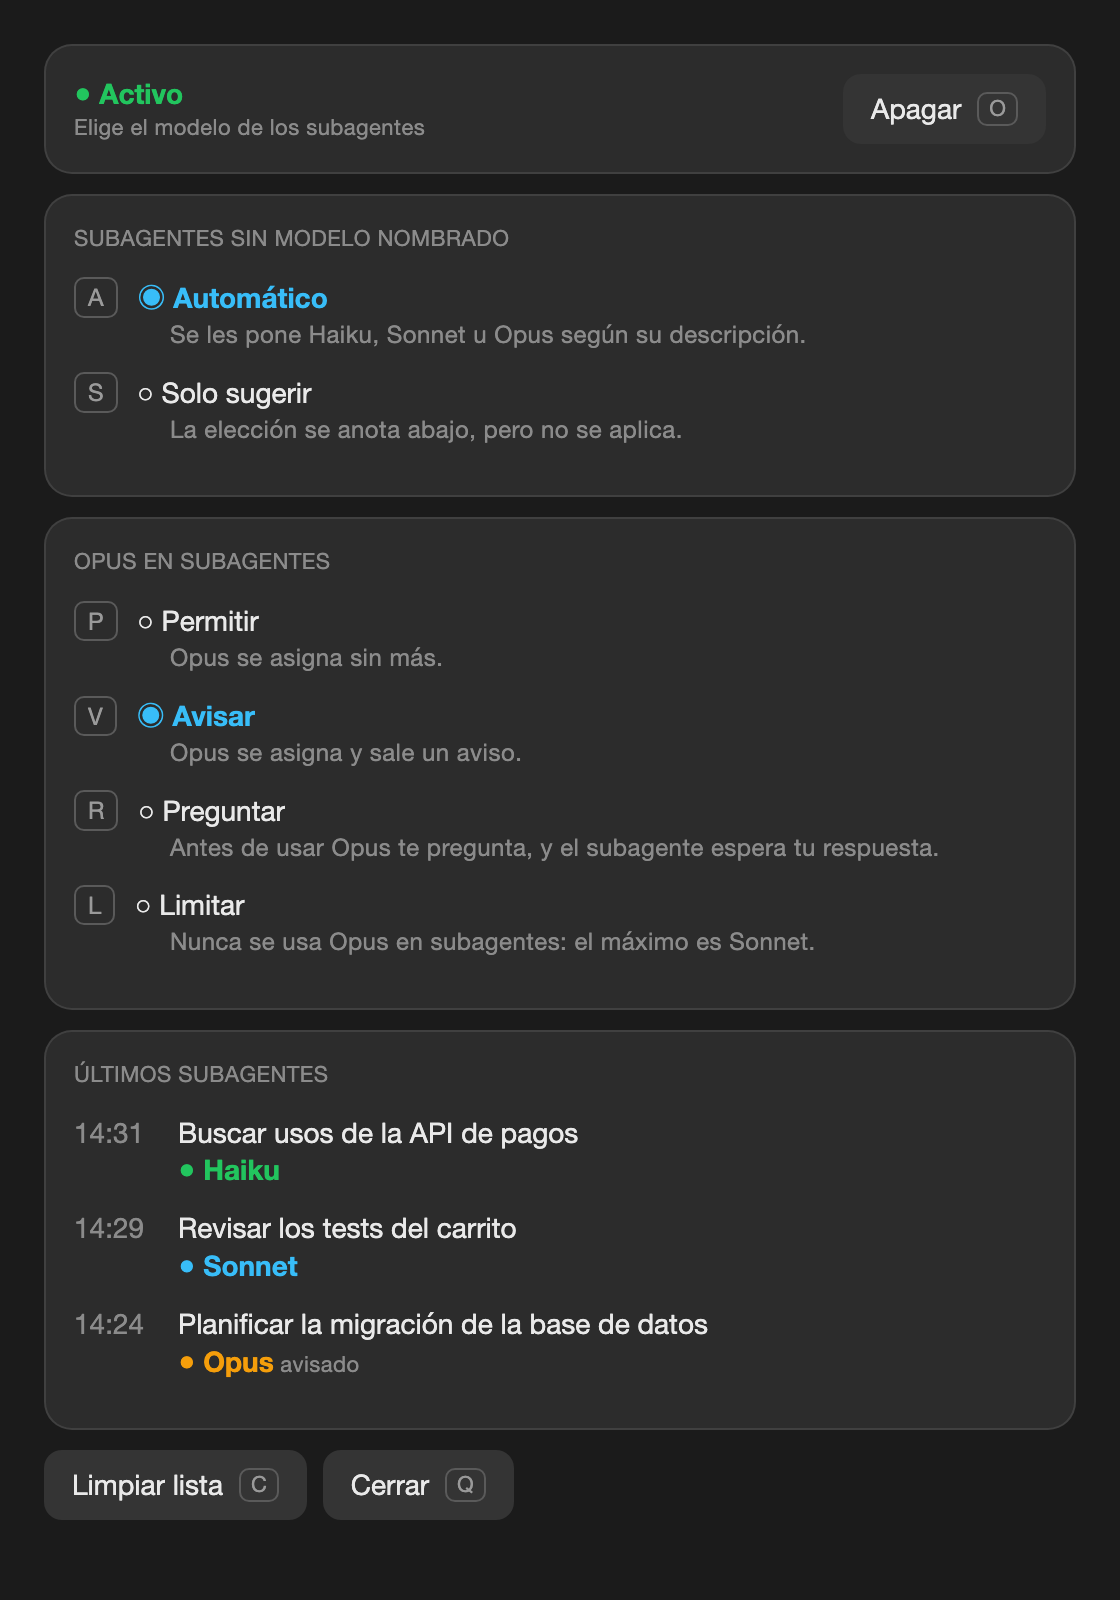 Activo
Elige el modelo de los subagentes
Apagar O
SUBAGENTES SIN MODELO NOMBRADO
A Automático
Se les pone Haiku, Sonnet u Opus según su descripción.
S Solo sugerir
La elección se anota abajo, pero no se aplica.
OPUS EN SUBAGENTES
P Permitir
Opus se asigna sin más.
V Avisar
Opus se asigna y sale un aviso.
R Preguntar
Antes de usar Opus te pregunta, y el subagente espera tu respuesta.
L Limitar
Nunca se usa Opus en subagentes: el máximo es Sonnet.
ÚLTIMOS SUBAGENTES
14:31 Buscar usos de la API de pagos
Haiku
14:29 Revisar los tests del carrito
Sonnet
14:24 Planificar la migración de la base de datos
Opus avisado
Limpiar lista C Cerrar Q